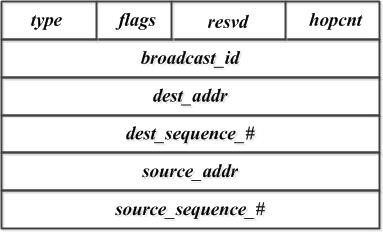 type flags resvd hopcnt
broadcast_id
dest_addr
dest_sequence_#
source_addr
source_sequence_#